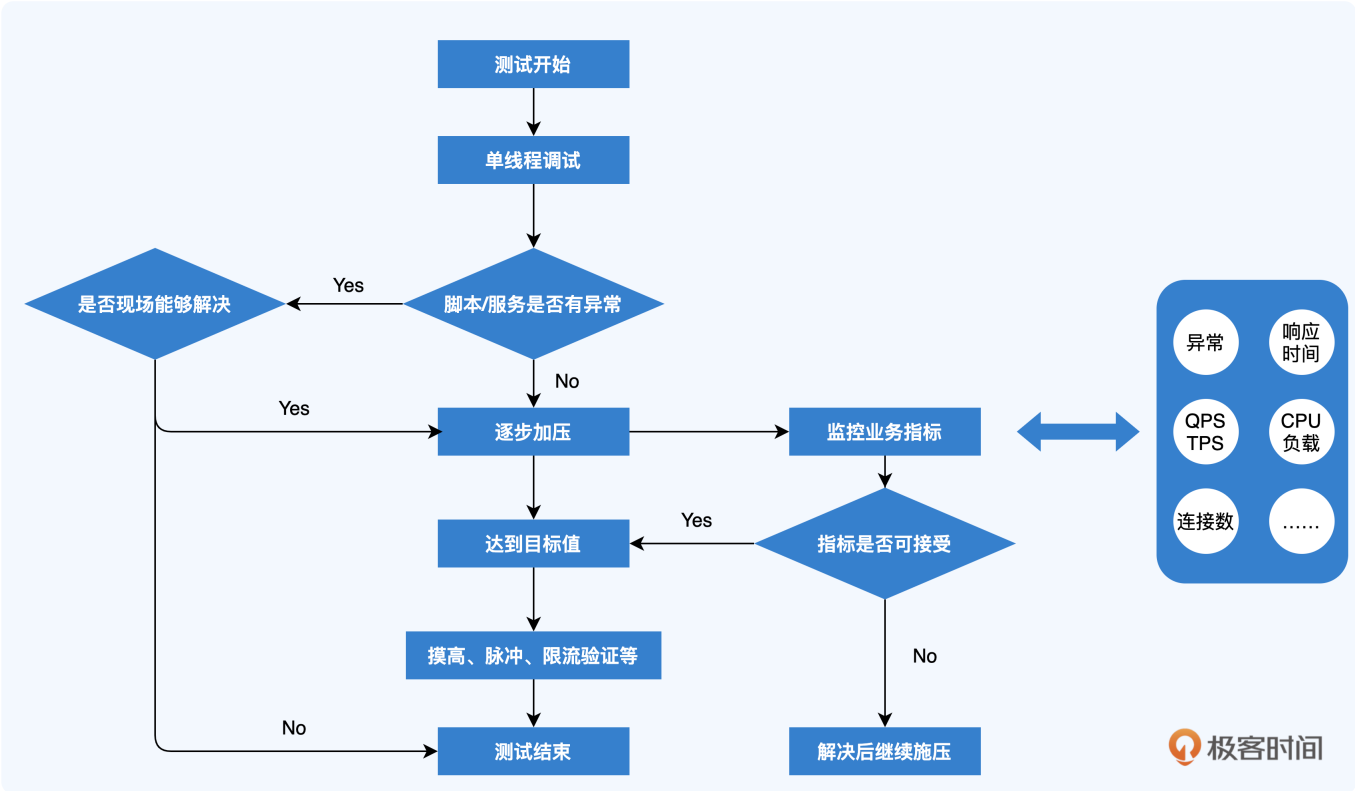 测试开始
单线程调试
脚本/服务是否有异常
Yes
是否现场能够解决
No
Yes
逐步加压
监控业务指标
异常
响应
时间
QPS
TPS
CPU
负载
连接数
……
达到目标值
Yes
指标是否可接受
摸高、脉冲、限流验证等
No
No
测试结束
解决后继续施压
极客时间